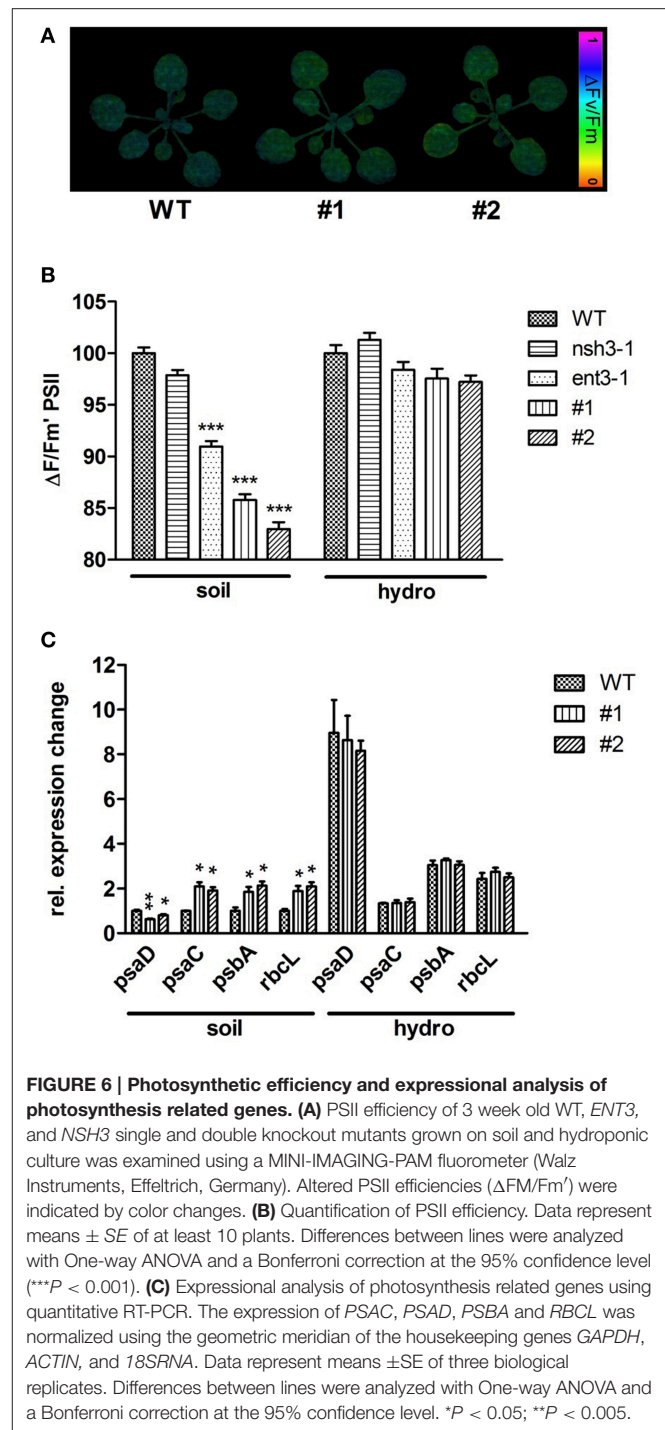 A
1
ΔFv/Fm
0
WT #1 #2
B
ΔF/Fm' PSII
105
100
95
90
85
80
*** *** ***
soil hydro
WT
nsh3-1
ent3-1
#1
#2
C
rel. expression change
12
10
8
6
4
2
0
** * * * * * * *
psaD psaC psbA rbcL psaD psaC psbA rbcL
soil hydro
WT
#1
#2
FIGURE 6 | Photosynthetic efficiency and expressional analysis of
photosynthesis related genes. (A) PSII efficiency of 3 week old WT, ENT3,
and NSH3 single and double knockout mutants grown on soil and hydroponic
culture was examined using a MINI-IMAGING-PAM fluorometer (Walz
Instruments, Effeltrich, Germany). Altered PSII efficiencies (ΔFM/Fm′) were
indicated by color changes. (B) Quantification of PSII efficiency. Data represent
means ± SE of at least 10 plants. Differences between lines were analyzed
with One-way ANOVA and a Bonferroni correction at the 95% confidence level
(***P < 0.001). (C) Expressional analysis of photosynthesis related genes using
quantitative RT-PCR. The expression of PSAC, PSAD, PSBA and RBCL was
normalized using the geometric meridian of the housekeeping genes GAPDH,
ACTIN, and 18SRNA. Data represent means ±SE of three biological
replicates. Differences between lines were analyzed with One-way ANOVA and
a Bonferroni correction at the 95% confidence level. *P < 0.05; **P < 0.005.